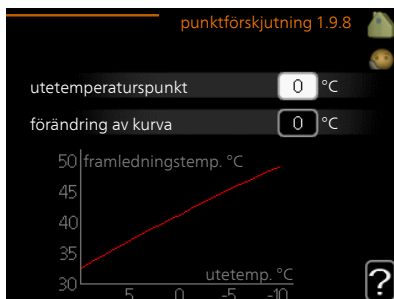 punktförskjutning 1.9.8
utetemperaturspunkt 0 °C
förändring av kurva 0 °C
50 framledningstemp. °C
45
40
35
30
utetemp. °C
5 0 -5 -10
?